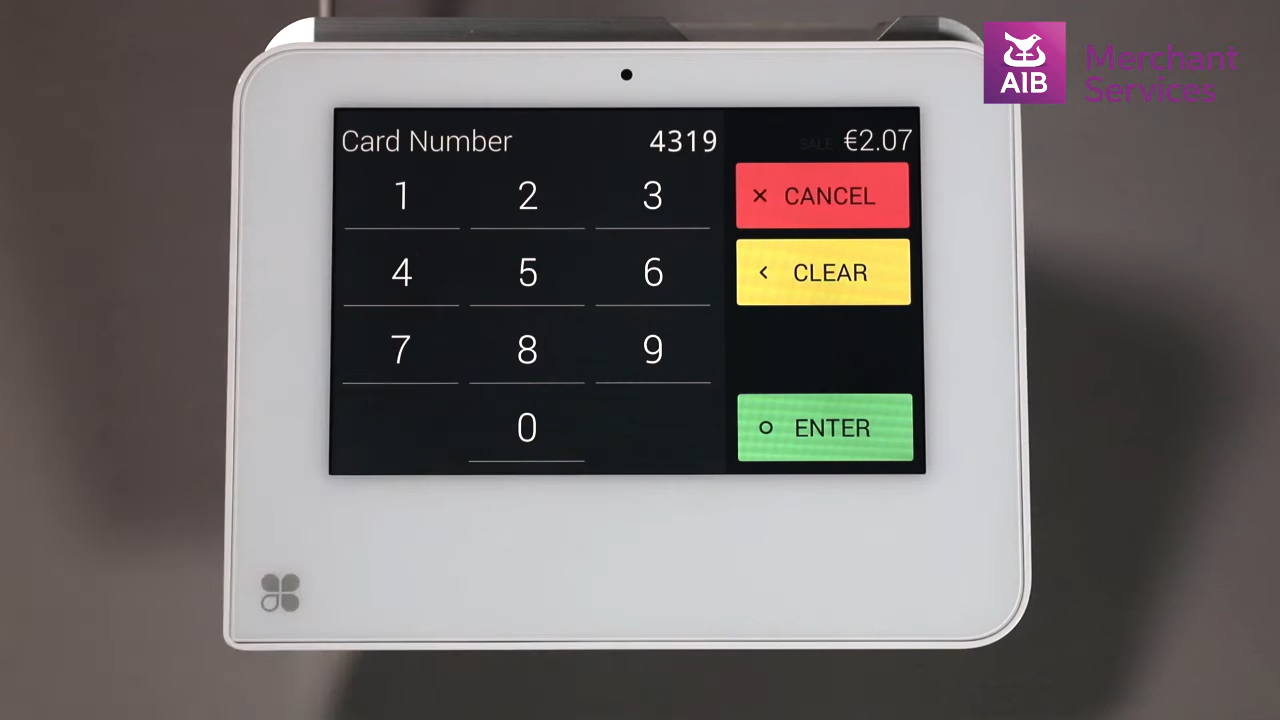 AIB Merchant
Services
Card Number 4319 SALE €2.07
1 2 3 × CANCEL
4 5 6 < CLEAR
7 8 9
0 ENTER